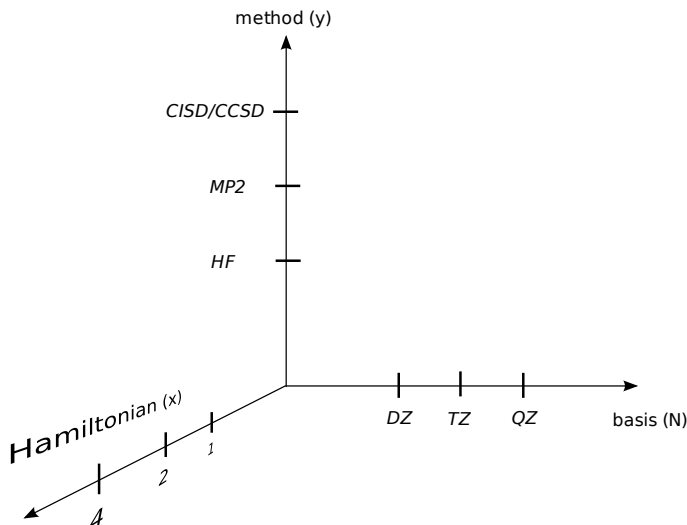 method (y)
CISD/CCSD
MP2
HF
Hamiltonian (x)
1
2
4
DZ TZ QZ
basis (N)